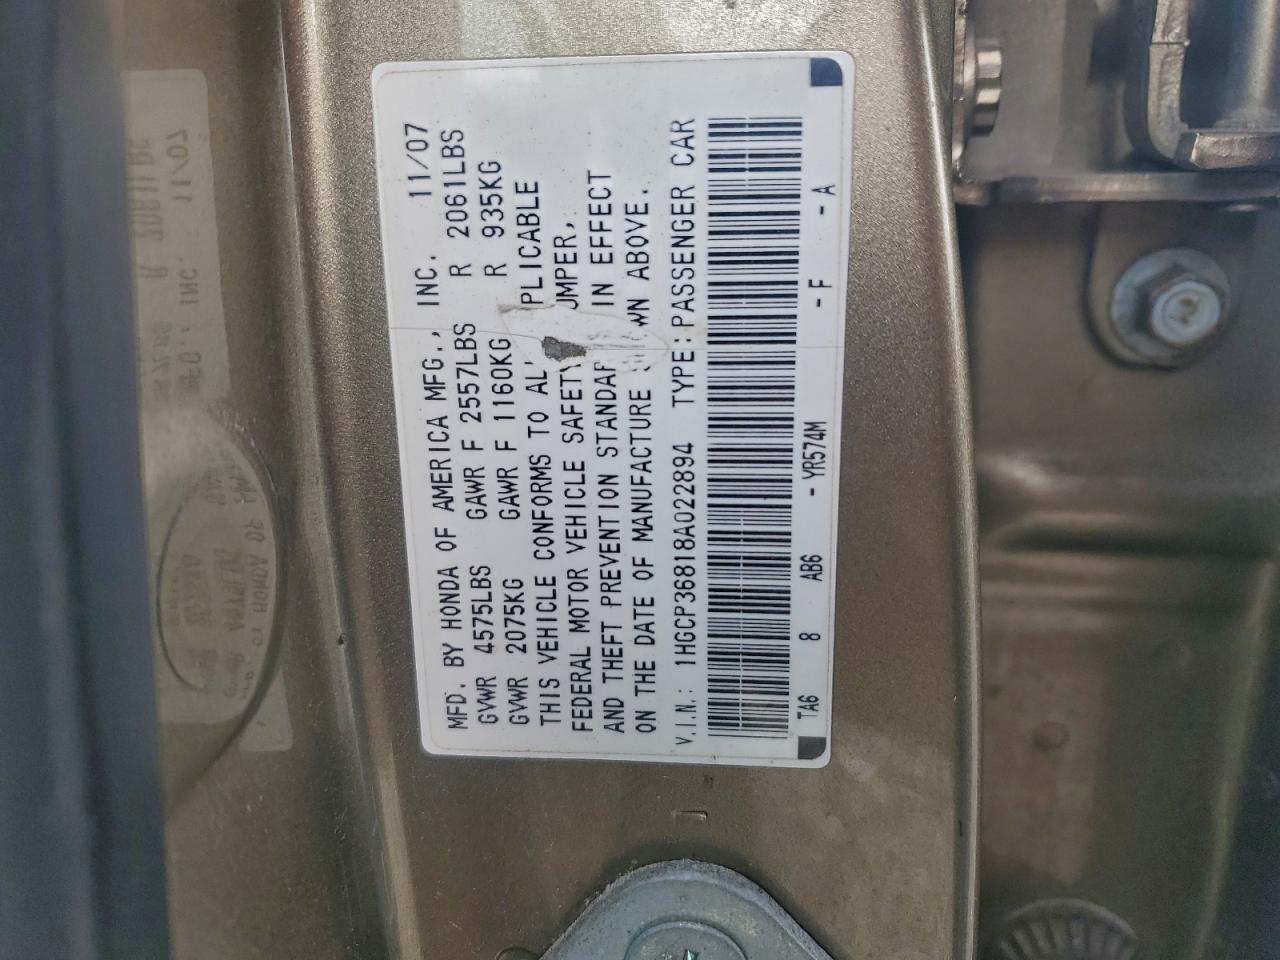 MFD. BY HONDA OF AMERICA MFG., INC. 11/07
GVWR 4575LBS GAWR F 2557LBS R 2061LBS
GVWR 2075KG GAWR F 1160KG R 935KG
THIS VEHICLE CONFORMS TO AL PLICABLE
FEDERAL MOTOR VEHICLE SAFETY UMPER,
AND THEFT PREVENTION STANDAR IN EFFECT
ON THE DATE OF MANUFACTURE WN ABOVE.
V.I.N.: 1HGCP36818A022894 TYPE:PASSENGER CAR
TA6 8 AB6 - YR574M - F - A